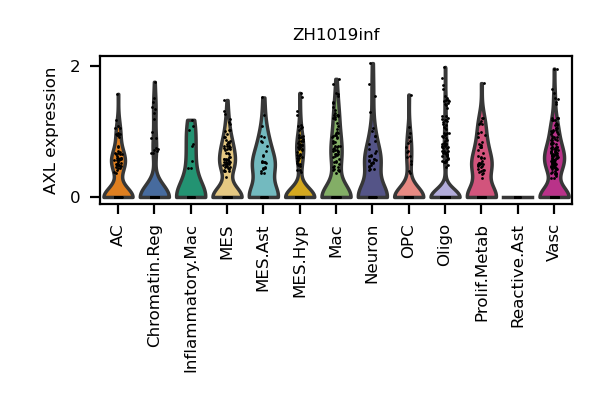 ZH1019inf
AXL expression
2
0
AC
Chromatin.Reg
Inflammatory.Mac
MES
MES.Ast
MES.Hyp
Mac
Neuron
OPC
Oligo
Prolif.Metab
Reactive.Ast
Vasc